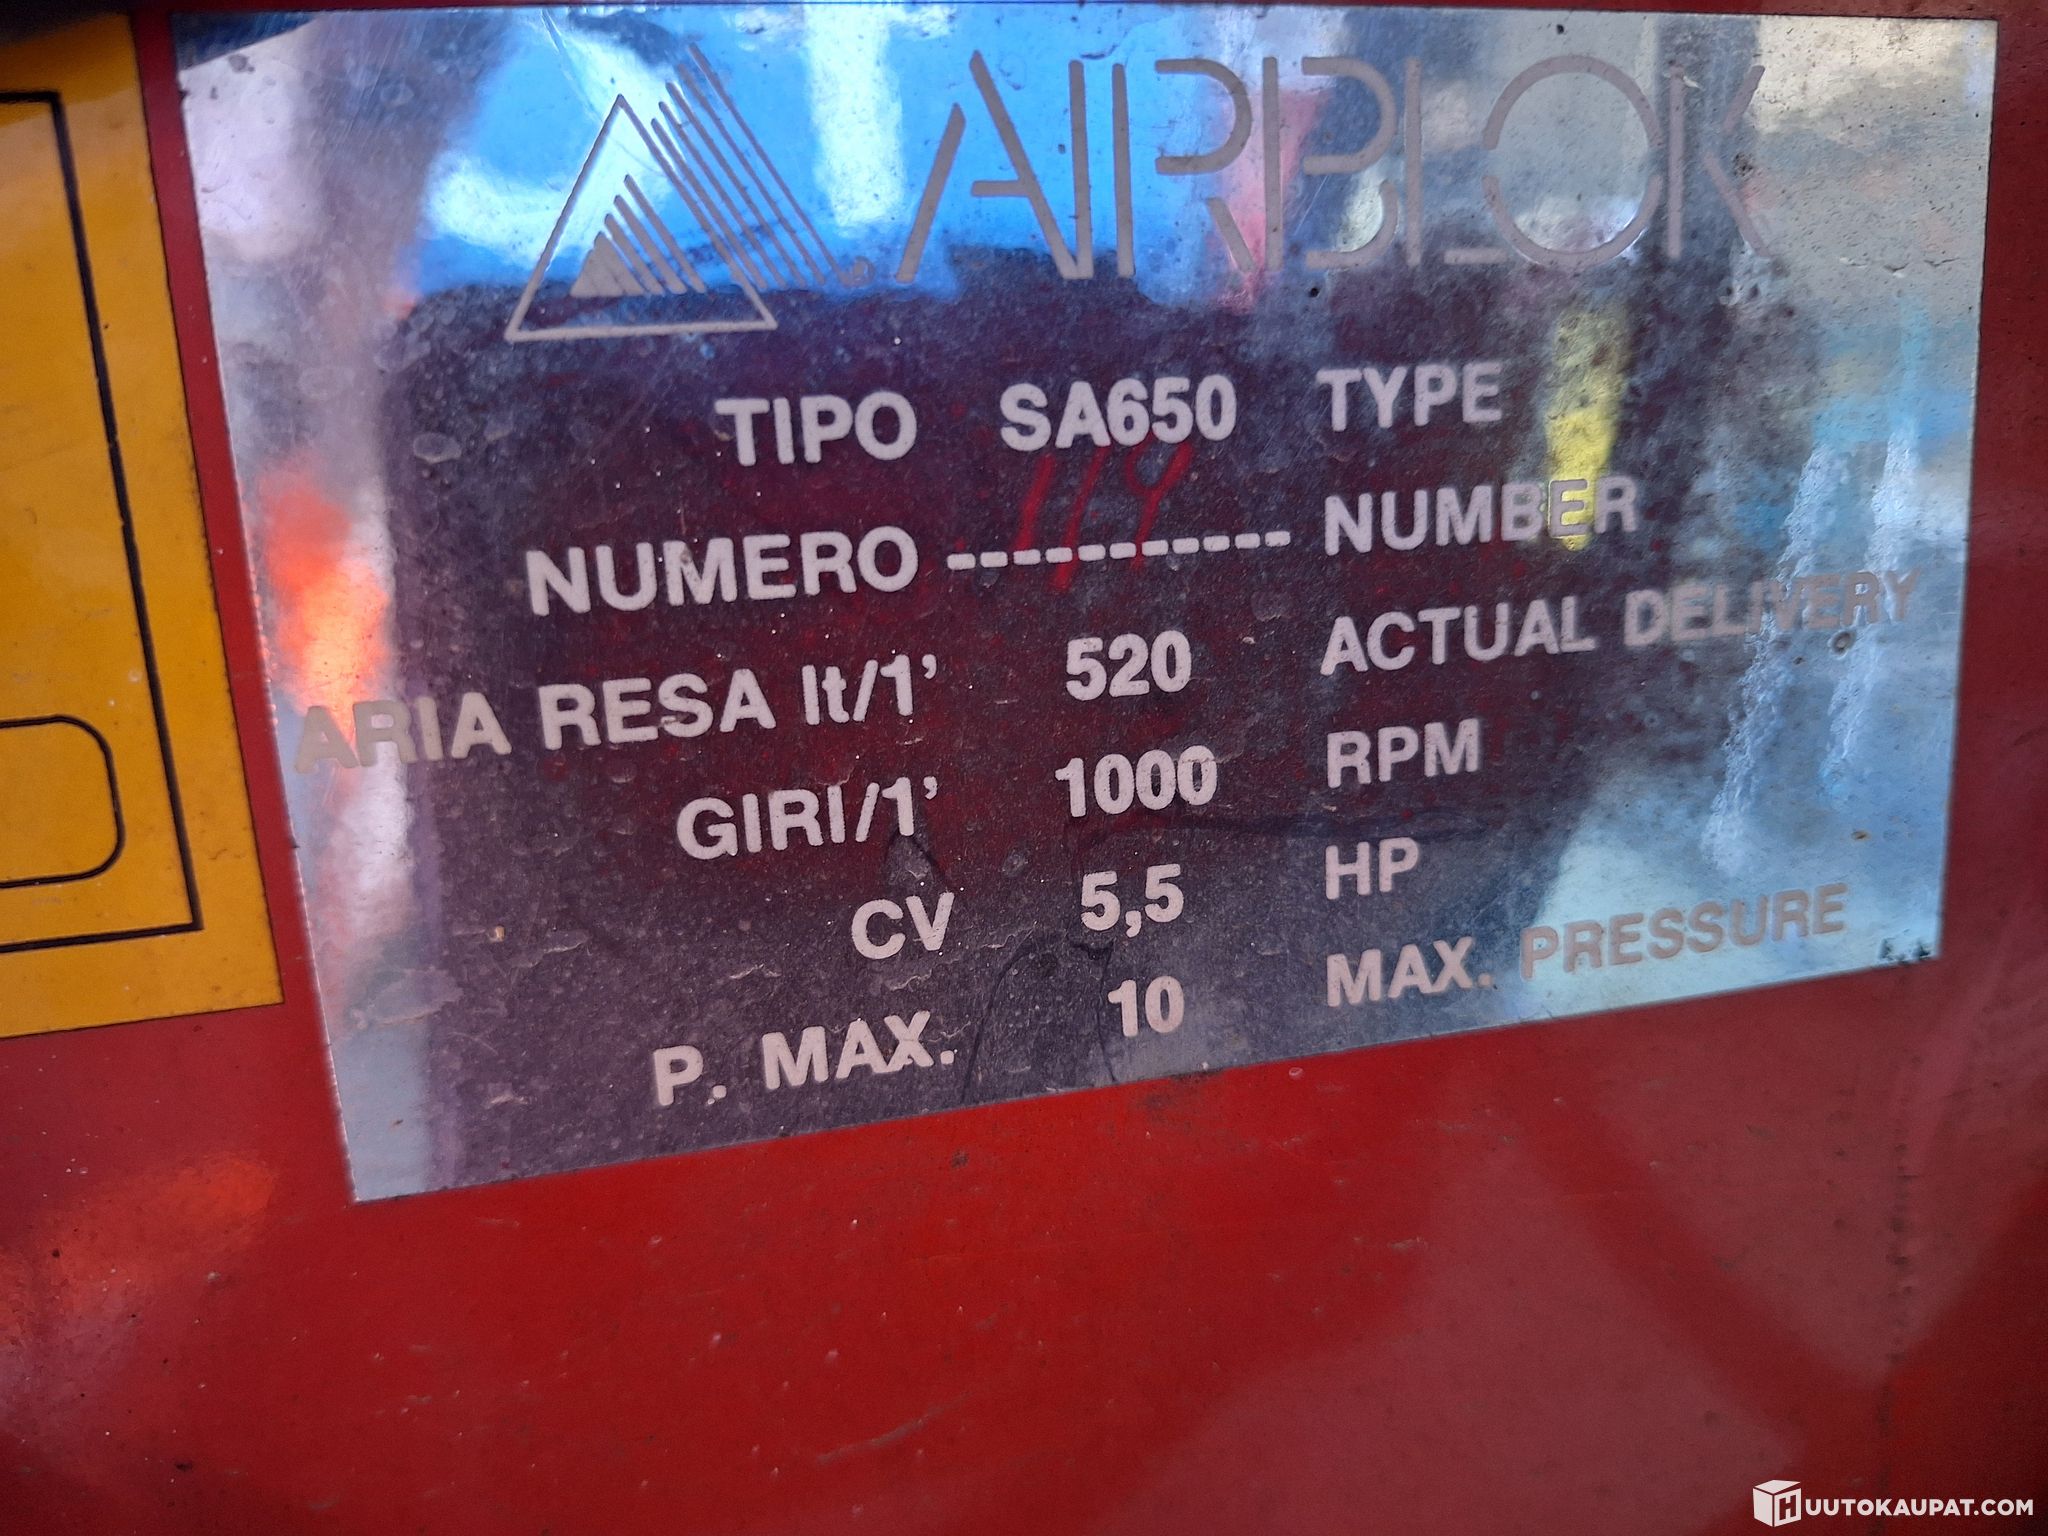 AIRBLOK
TIPO SA650 TYPE
NUMERO ----------- NUMBER
119
ARIA RESA lt/1' 520 ACTUAL DELIVERY
GIRI/1' 1000 RPM
CV 5,5 HP
P. MAX. 10 MAX. PRESSURE
HUUTOKAUPAT.COM